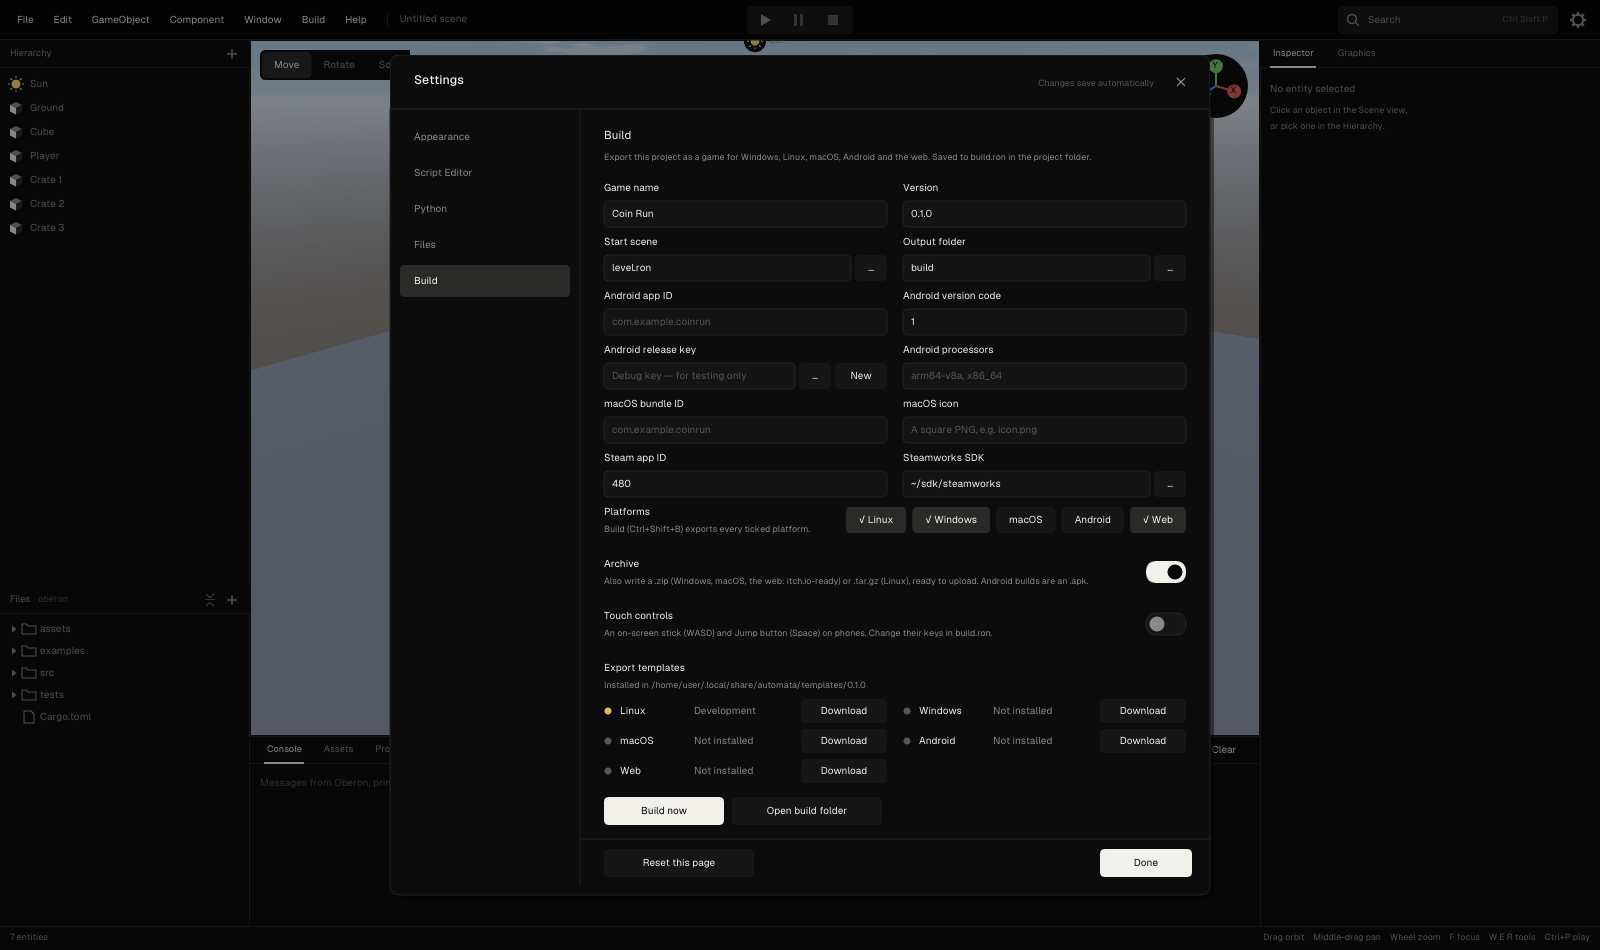 File Edit GameObject Component Window Build Help Untitled scene
Search Ctrl Shift P
Hierarchy
Sun
Ground
Cube
Player
Crate 1
Crate 2
Crate 3
Files oberon
assets
examples
src
tests
Cargo.toml
Move Rotate
Y
X
Settings
Changes save automatically
Appearance
Script Editor
Python
Files
Build
Build
Export this project as a game for Windows, Linux, macOS, Android and the web. Saved to build.ron in the project folder.
Game name Version
Coin Run 0.1.0
Start scene Output folder
level.ron ... build ...
Android app ID Android version code
com.example.coinrun 1
Android release key Android processors
Debug key — for testing only ... New arm64-v8a, x86_64
macOS bundle ID macOS icon
com.example.coinrun A square PNG, e.g. icon.png
Steam app ID Steamworks SDK
480 ~/sdk/steamworks ...
Platforms
Build (Ctrl+Shift+B) exports every ticked platform.
√ Linux √ Windows macOS Android √ Web
Archive
Also write a .zip (Windows, macOS, the web: itch.io-ready) or .tar.gz (Linux), ready to upload. Android builds are an .apk.
Touch controls
An on-screen stick (WASD) and Jump button (Space) on phones. Change their keys in build.ron.
Export templates
Installed in /home/user/.local/share/automata/templates/0.1.0
Linux Development Download Windows Not installed Download
macOS Not installed Download Android Not installed Download
Web Not installed Download
Build now Open build folder
Reset this page Done
Console Assets
Clear
Messages from Oberon,
Inspector Graphics
No entity selected
Click an object in the Scene view,
or pick one in the Hierarchy.
7 entities
Drag orbit Middle-drag pan Wheel zoom F focus W E R tools Ctrl+P play